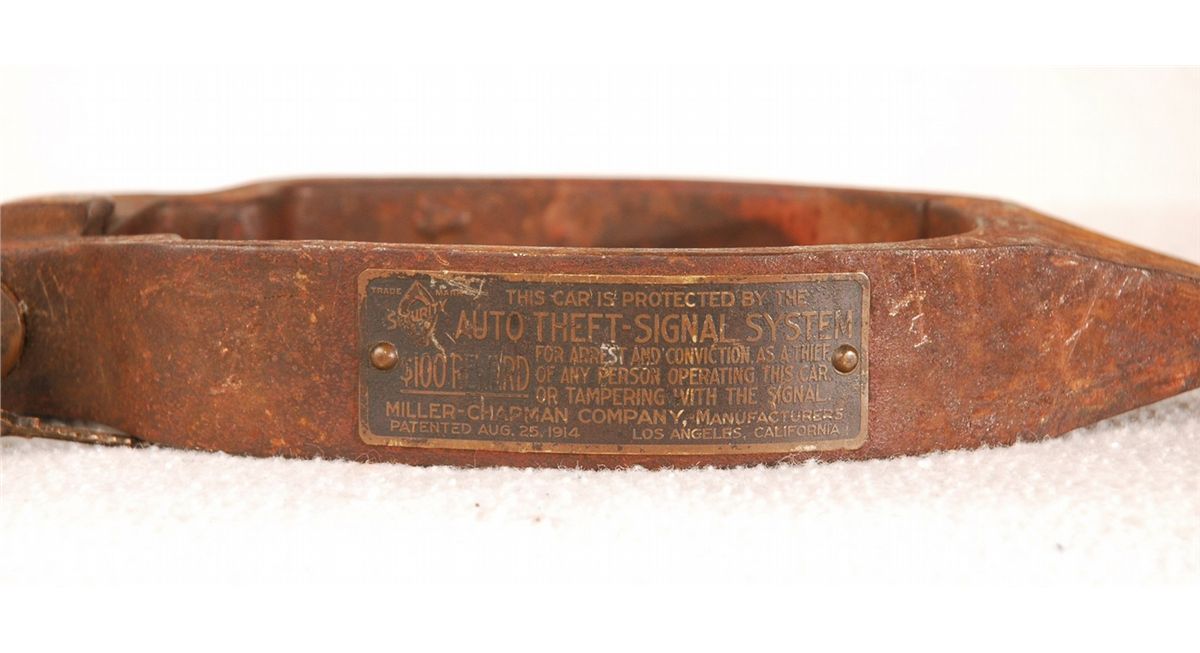 TRADE MARK
SECURITY
THIS CAR IS PROTECTED BY THE
AUTO THEFT-SIGNAL SYSTEM
$100 REWARD
FOR ARREST AND CONVICTION AS A THIEF
OF ANY PERSON OPERATING THIS CAR,
OR TAMPERING WITH THE SIGNAL.
MILLER-CHAPMAN COMPANY, MANUFACTURERS
PATENTED AUG. 25, 1914 LOS ANGELES, CALIFORNIA